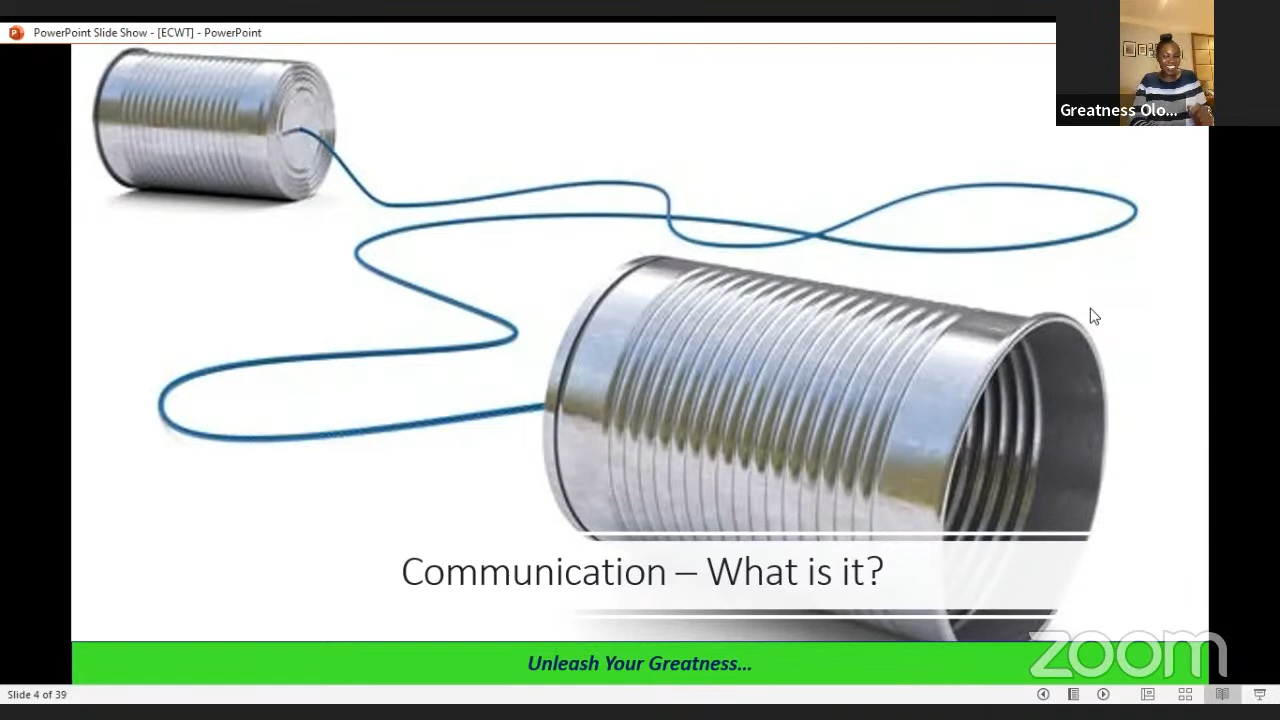 PowerPoint Slide Show - [ECWT] - PowerPoint
Greatness Olo...
Communication – What is it?
Unleash Your Greatness...
zoom
Slide 4 of 39